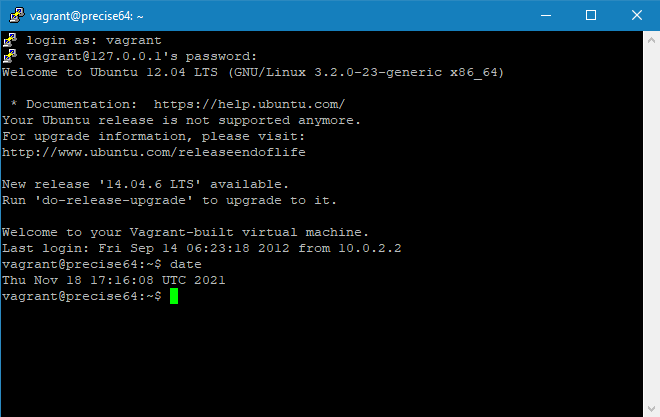 vagrant@precise64: ~
login as: vagrant
vagrant@127.0.0.1's password:
Welcome to Ubuntu 12.04 LTS (GNU/Linux 3.2.0-23-generic x86_64)
 * Documentation:  https://help.ubuntu.com/
Your Ubuntu release is not supported anymore.
For upgrade information, please visit:
http://www.ubuntu.com/releaseendoflife
New release '14.04.6 LTS' available.
Run 'do-release-upgrade' to upgrade to it.
Welcome to your Vagrant-built virtual machine.
Last login: Fri Sep 14 06:23:18 2012 from 10.0.2.2
vagrant@precise64:~$ date
Thu Nov 18 17:16:08 UTC 2021
vagrant@precise64:~$